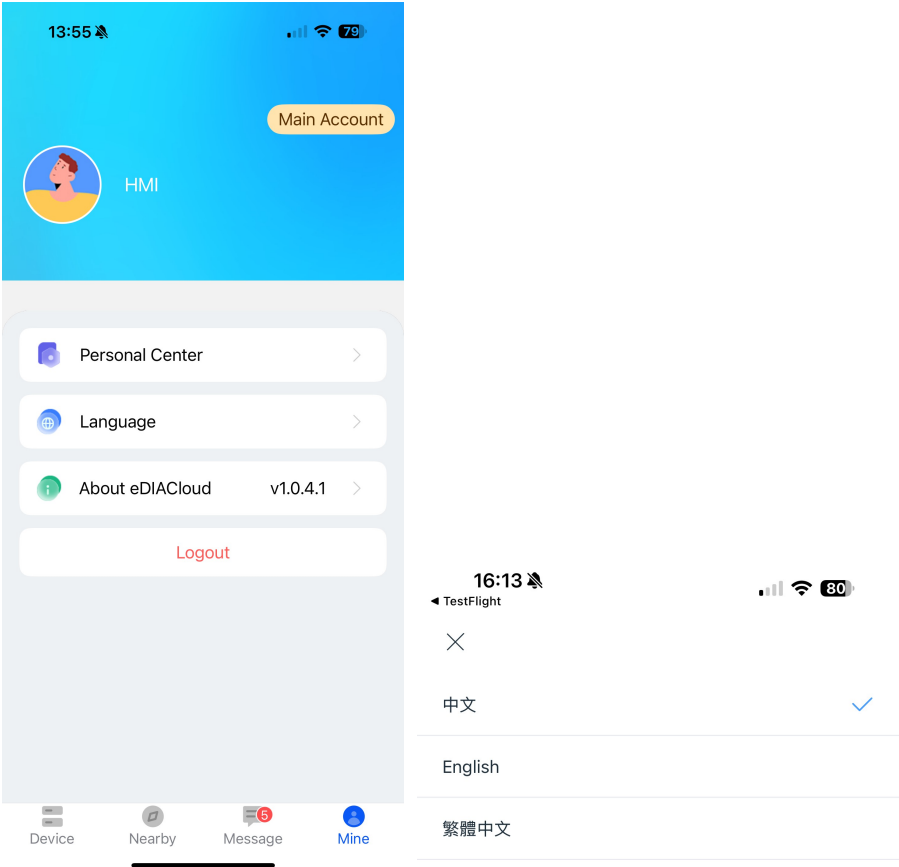 13:55
79
Main Account
HMI
Personal Center
Language
About eDIACloud v1.0.4.1
Logout
5
Device Nearby Message Mine
16:13
80
◀ TestFlight
中文
English
繁體中文